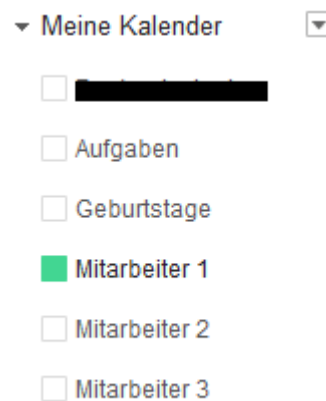 Meine Kalender
Aufgaben
Geburtstage
Mitarbeiter 1
Mitarbeiter 2
Mitarbeiter 3